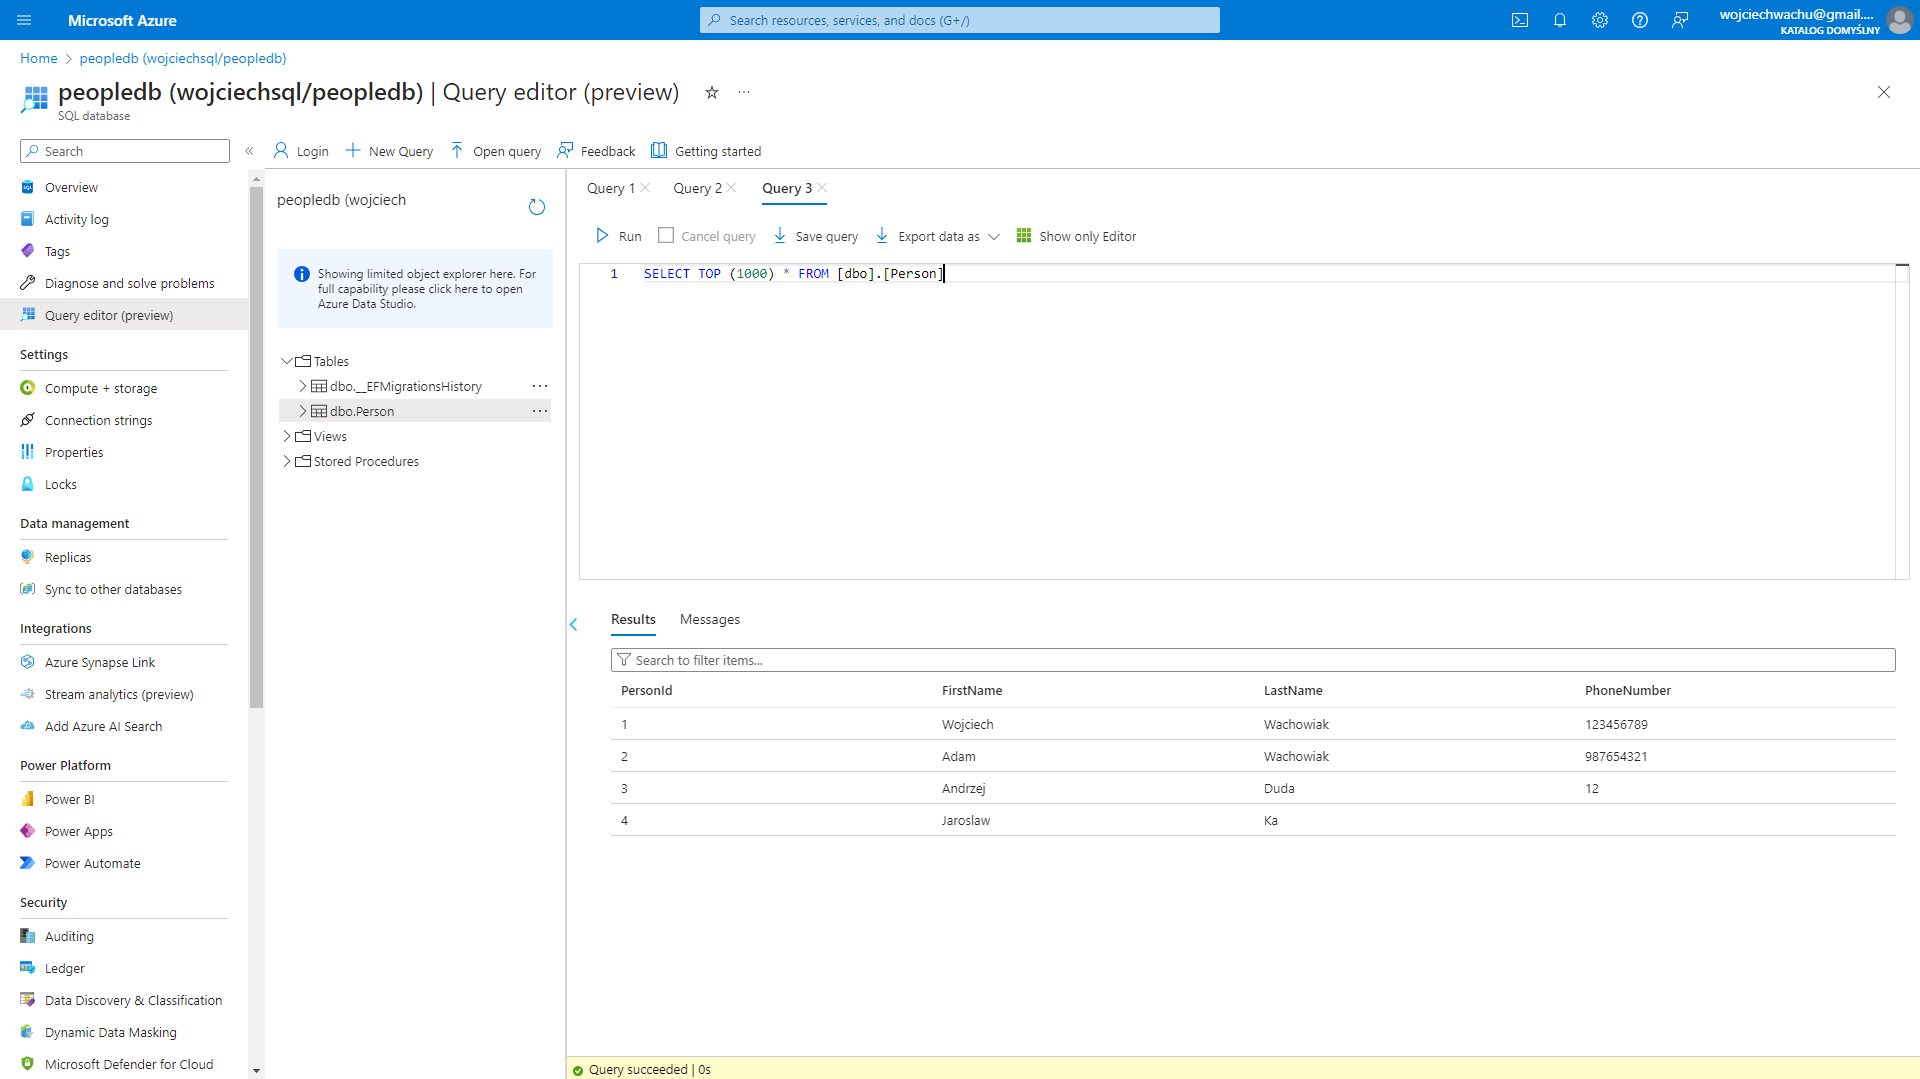 Microsoft Azure
Search resources, services, and docs (G+/)
wojciechwachu@gmail....
KATALOG DOMYŚLNY
Home > peopledb (wojciechsql/peopledb)
peopledb (wojciechsql/peopledb) | Query editor (preview)
SQL database
Search
Login
New Query
Open query
Feedback
Getting started
Overview
Activity log
Tags
Diagnose and solve problems
Query editor (preview)
Settings
Compute + storage
Connection strings
Properties
Locks
Data management
Replicas
Sync to other databases
Integrations
Azure Synapse Link
Stream analytics (preview)
Add Azure AI Search
Power Platform
Power BI
Power Apps
Power Automate
Security
Auditing
Ledger
Data Discovery & Classification
Dynamic Data Masking
Microsoft Defender for Cloud
peopledb (wojciech
Showing limited object explorer here. For
full capability please click here to open
Azure Data Studio.
Tables
dbo.__EFMigrationsHistory
dbo.Person
Views
Stored Procedures
Query 1 Query 2 Query 3
Run Cancel query Save query Export data as Show only Editor
1 SELECT TOP (1000) * FROM [dbo].[Person]
Results Messages
Search to filter items...
PersonId FirstName LastName PhoneNumber
1 Wojciech Wachowiak 123456789
2 Adam Wachowiak 987654321
3 Andrzej Duda 12
4 Jaroslaw Ka
Query succeeded | 0s